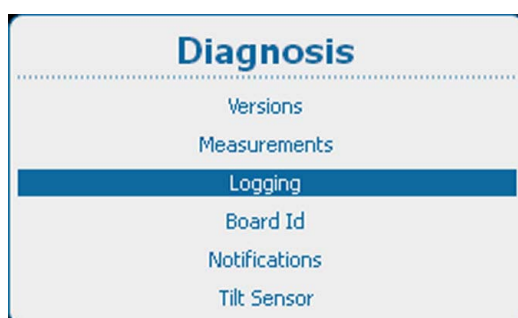 Diagnosis
Versions
Measurements
Logging
Board Id
Notifications
Tilt Sensor